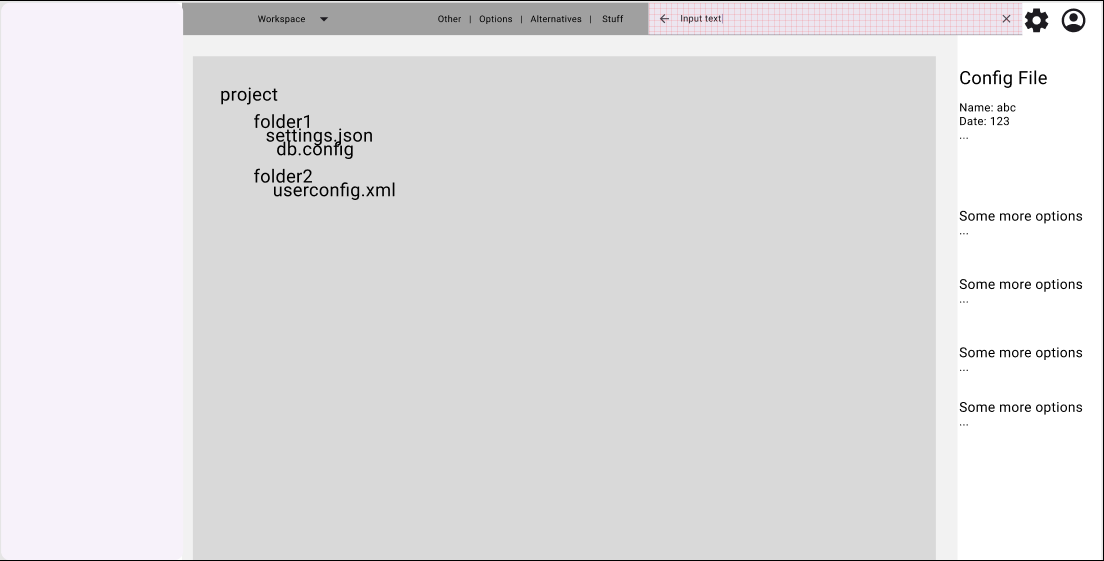 Workspace
Other | Options | Alternatives | Stuff
Input text
project
folder1
settings.json
db.config
folder2
userconfig.xml
Config File
Name: abc
Date: 123
...
Some more options
...
Some more options
...
Some more options
...
Some more options
...